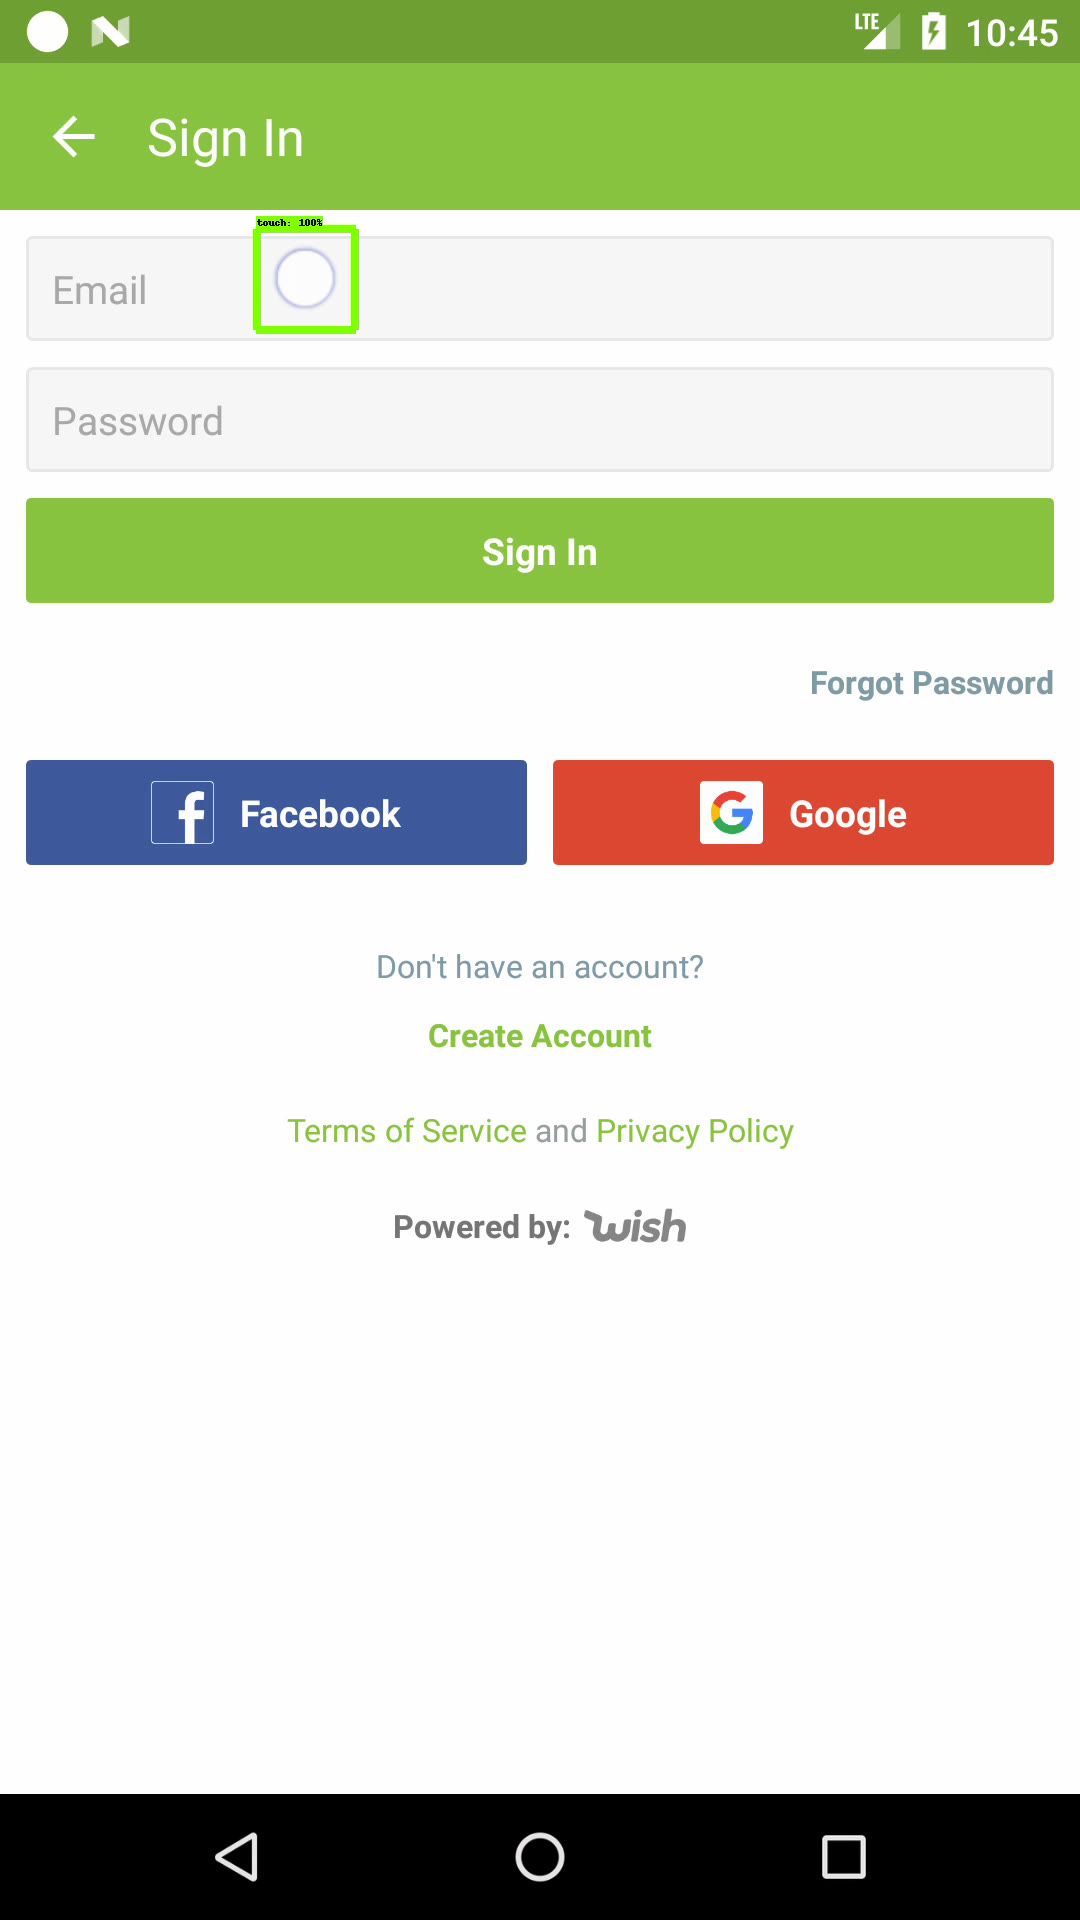 LTE 10:45
Sign In
touch: 100%
Email
Password
Sign In
Forgot Password
Facebook Google
Don't have an account?
Create Account
Terms of Service and Privacy Policy
Powered by: wish